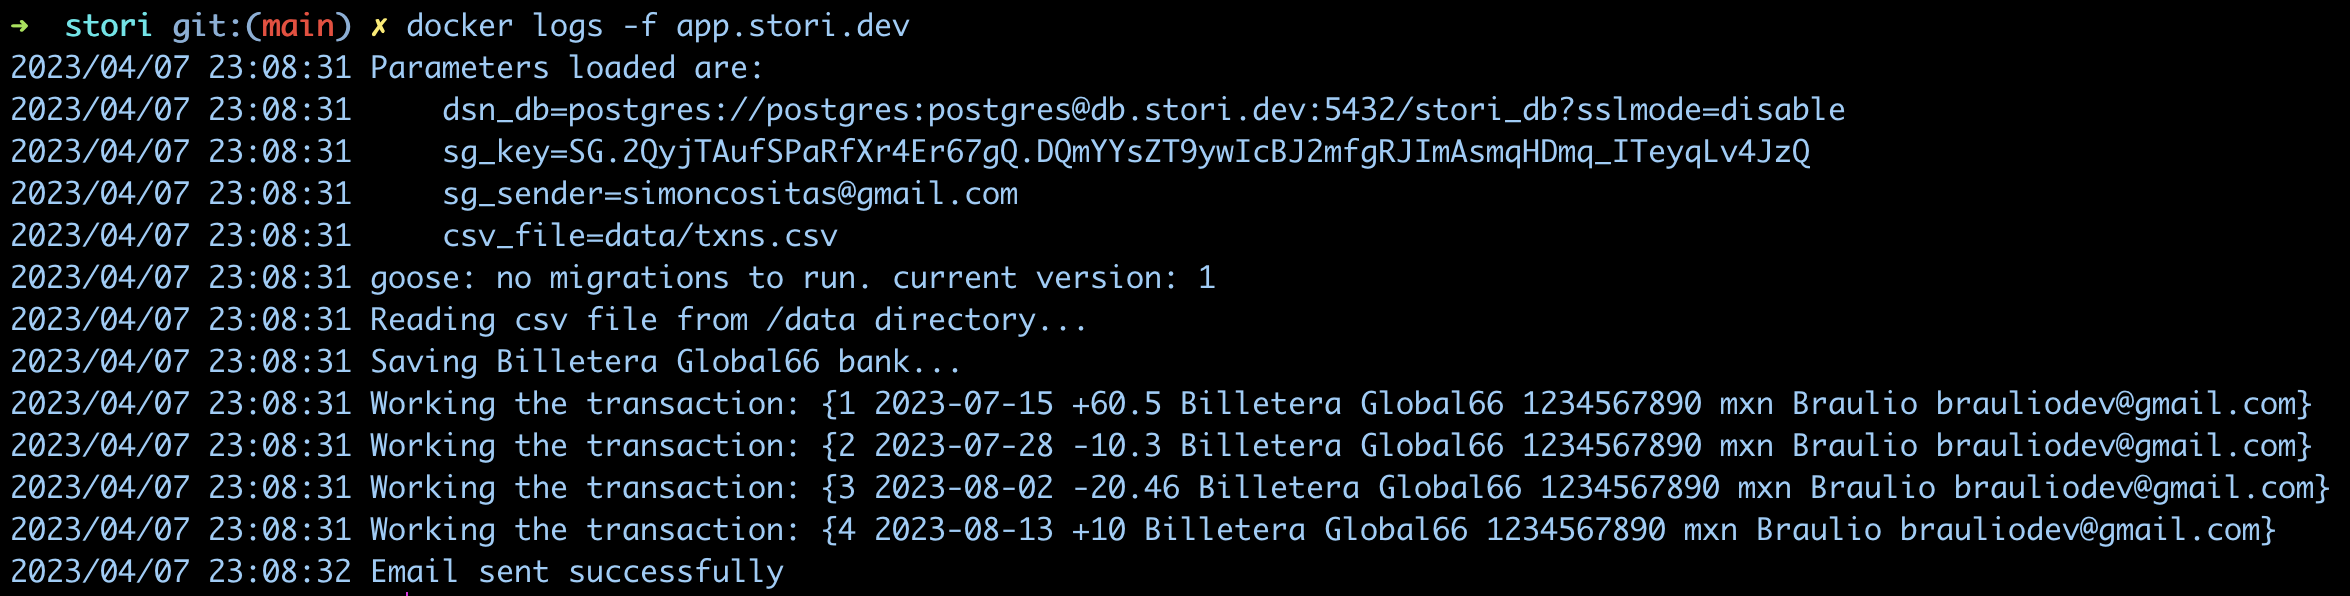 ➜  stori git:(main) ✗ docker logs -f app.stori.dev
2023/04/07 23:08:31 Parameters loaded are:
2023/04/07 23:08:31     dsn_db=postgres://postgres:postgres@db.stori.dev:5432/stori_db?sslmode=disable
2023/04/07 23:08:31     sg_key=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
2023/04/07 23:08:31     sg_sender=simoncositas@gmail.com
2023/04/07 23:08:31     csv_file=data/txns.csv
2023/04/07 23:08:31 goose: no migrations to run. current version: 1
2023/04/07 23:08:31 Reading csv file from /data directory...
2023/04/07 23:08:31 Saving Billetera Global66 bank...
2023/04/07 23:08:31 Working the transaction: {1 2023-07-15 +60.5 Billetera Global66 1234567890 mxn Braulio brauliodev@gmail.com}
2023/04/07 23:08:31 Working the transaction: {2 2023-07-28 -10.3 Billetera Global66 1234567890 mxn Braulio brauliodev@gmail.com}
2023/04/07 23:08:31 Working the transaction: {3 2023-08-02 -20.46 Billetera Global66 1234567890 mxn Braulio brauliodev@gmail.com}
2023/04/07 23:08:31 Working the transaction: {4 2023-08-13 +10 Billetera Global66 1234567890 mxn Braulio brauliodev@gmail.com}
2023/04/07 23:08:32 Email sent successfully